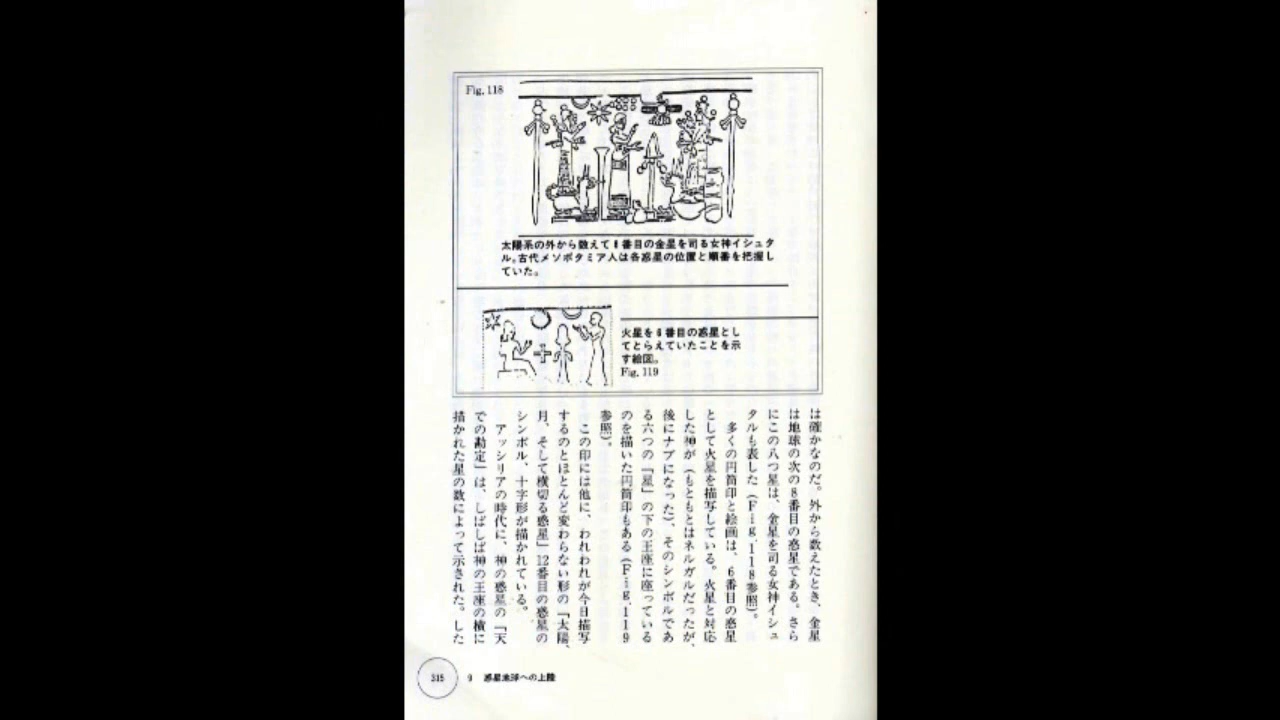 Fig. 118
太陽系の外から数えて8番目の金星を司る女神イシュタ
ル。古代メソポタミア人は各惑星の位置と順番を把握し
ていた。
火星を6番目の惑星とし
てとらえていたことを示
す絵図。
Fig. 119
は確かなのだ。外から数えたとき、金星
は地球の次の8番目の惑星である。さら
にこの八つ星は、金星を司る女神イシュ
タルも表した（Fig.118参照）。
多くの円筒印と絵画は、6番目の惑星
として火星を描写している。火星と対応
した神が（もともとはネルガルだったが、
後にナブになった）、そのシンボルであ
る六つの「星」の下の王座に座っている
のを描いた円筒印もある（Fig.119
参照）。
この印には他に、われわれが今日描写
するのとほとんど変わらない形の「太陽、
月、そして横切る惑星」12番目の惑星の
シンボル、十字形が描かれている。
アッシリアの時代に、神の惑星の「天
での勘定」は、しばしば神の王座の横に
描かれた星の数によって示された。した
315
9 惑星地球への上陸